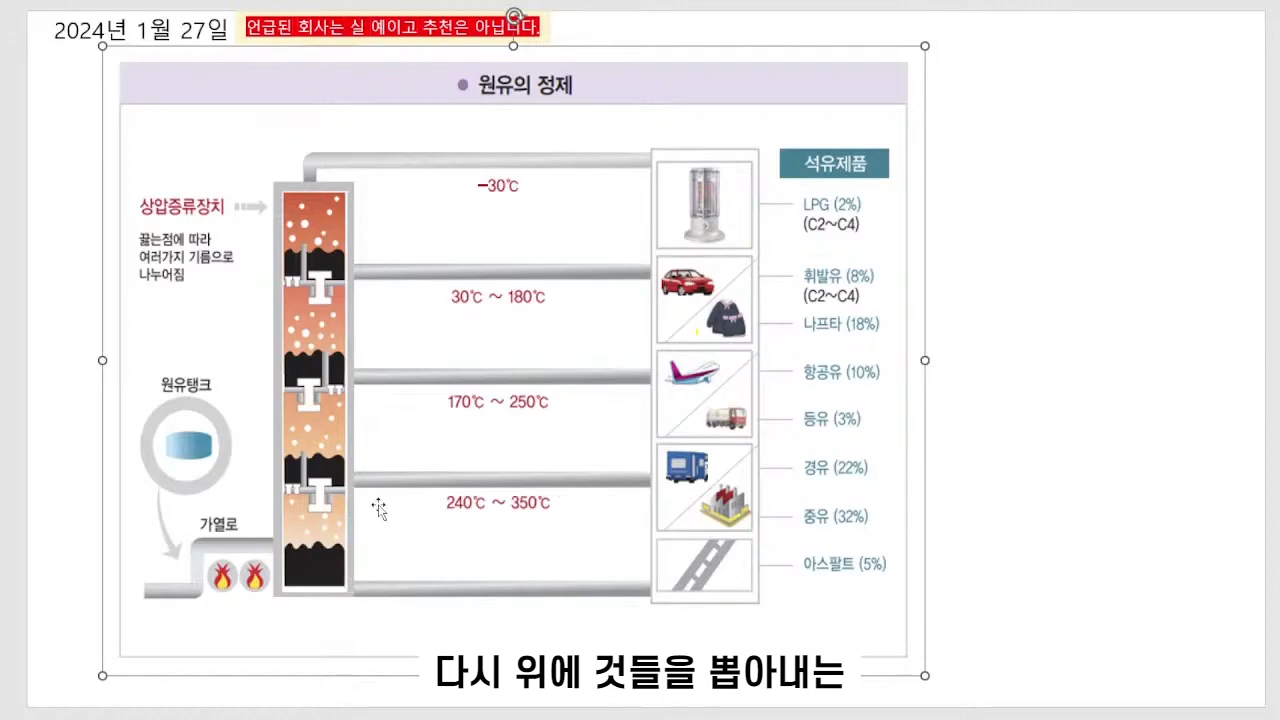 2024년 1월 27일
언급된 회사는 실 예이고 추천은 아닙니다.
원유의 정제
석유제품
−30℃
상압증류장치
끓는점에 따라
여러가지 기름으로
나누어짐
LPG (2%)
(C2~C4)
30℃ ~ 180℃
휘발유 (8%)
(C2~C4)
나프타 (18%)
170℃ ~ 250℃
항공유 (10%)
등유 (3%)
원유탱크
240℃ ~ 350℃
경유 (22%)
중유 (32%)
가열로
아스팔트 (5%)
다시 위에 것들을 뽑아내는